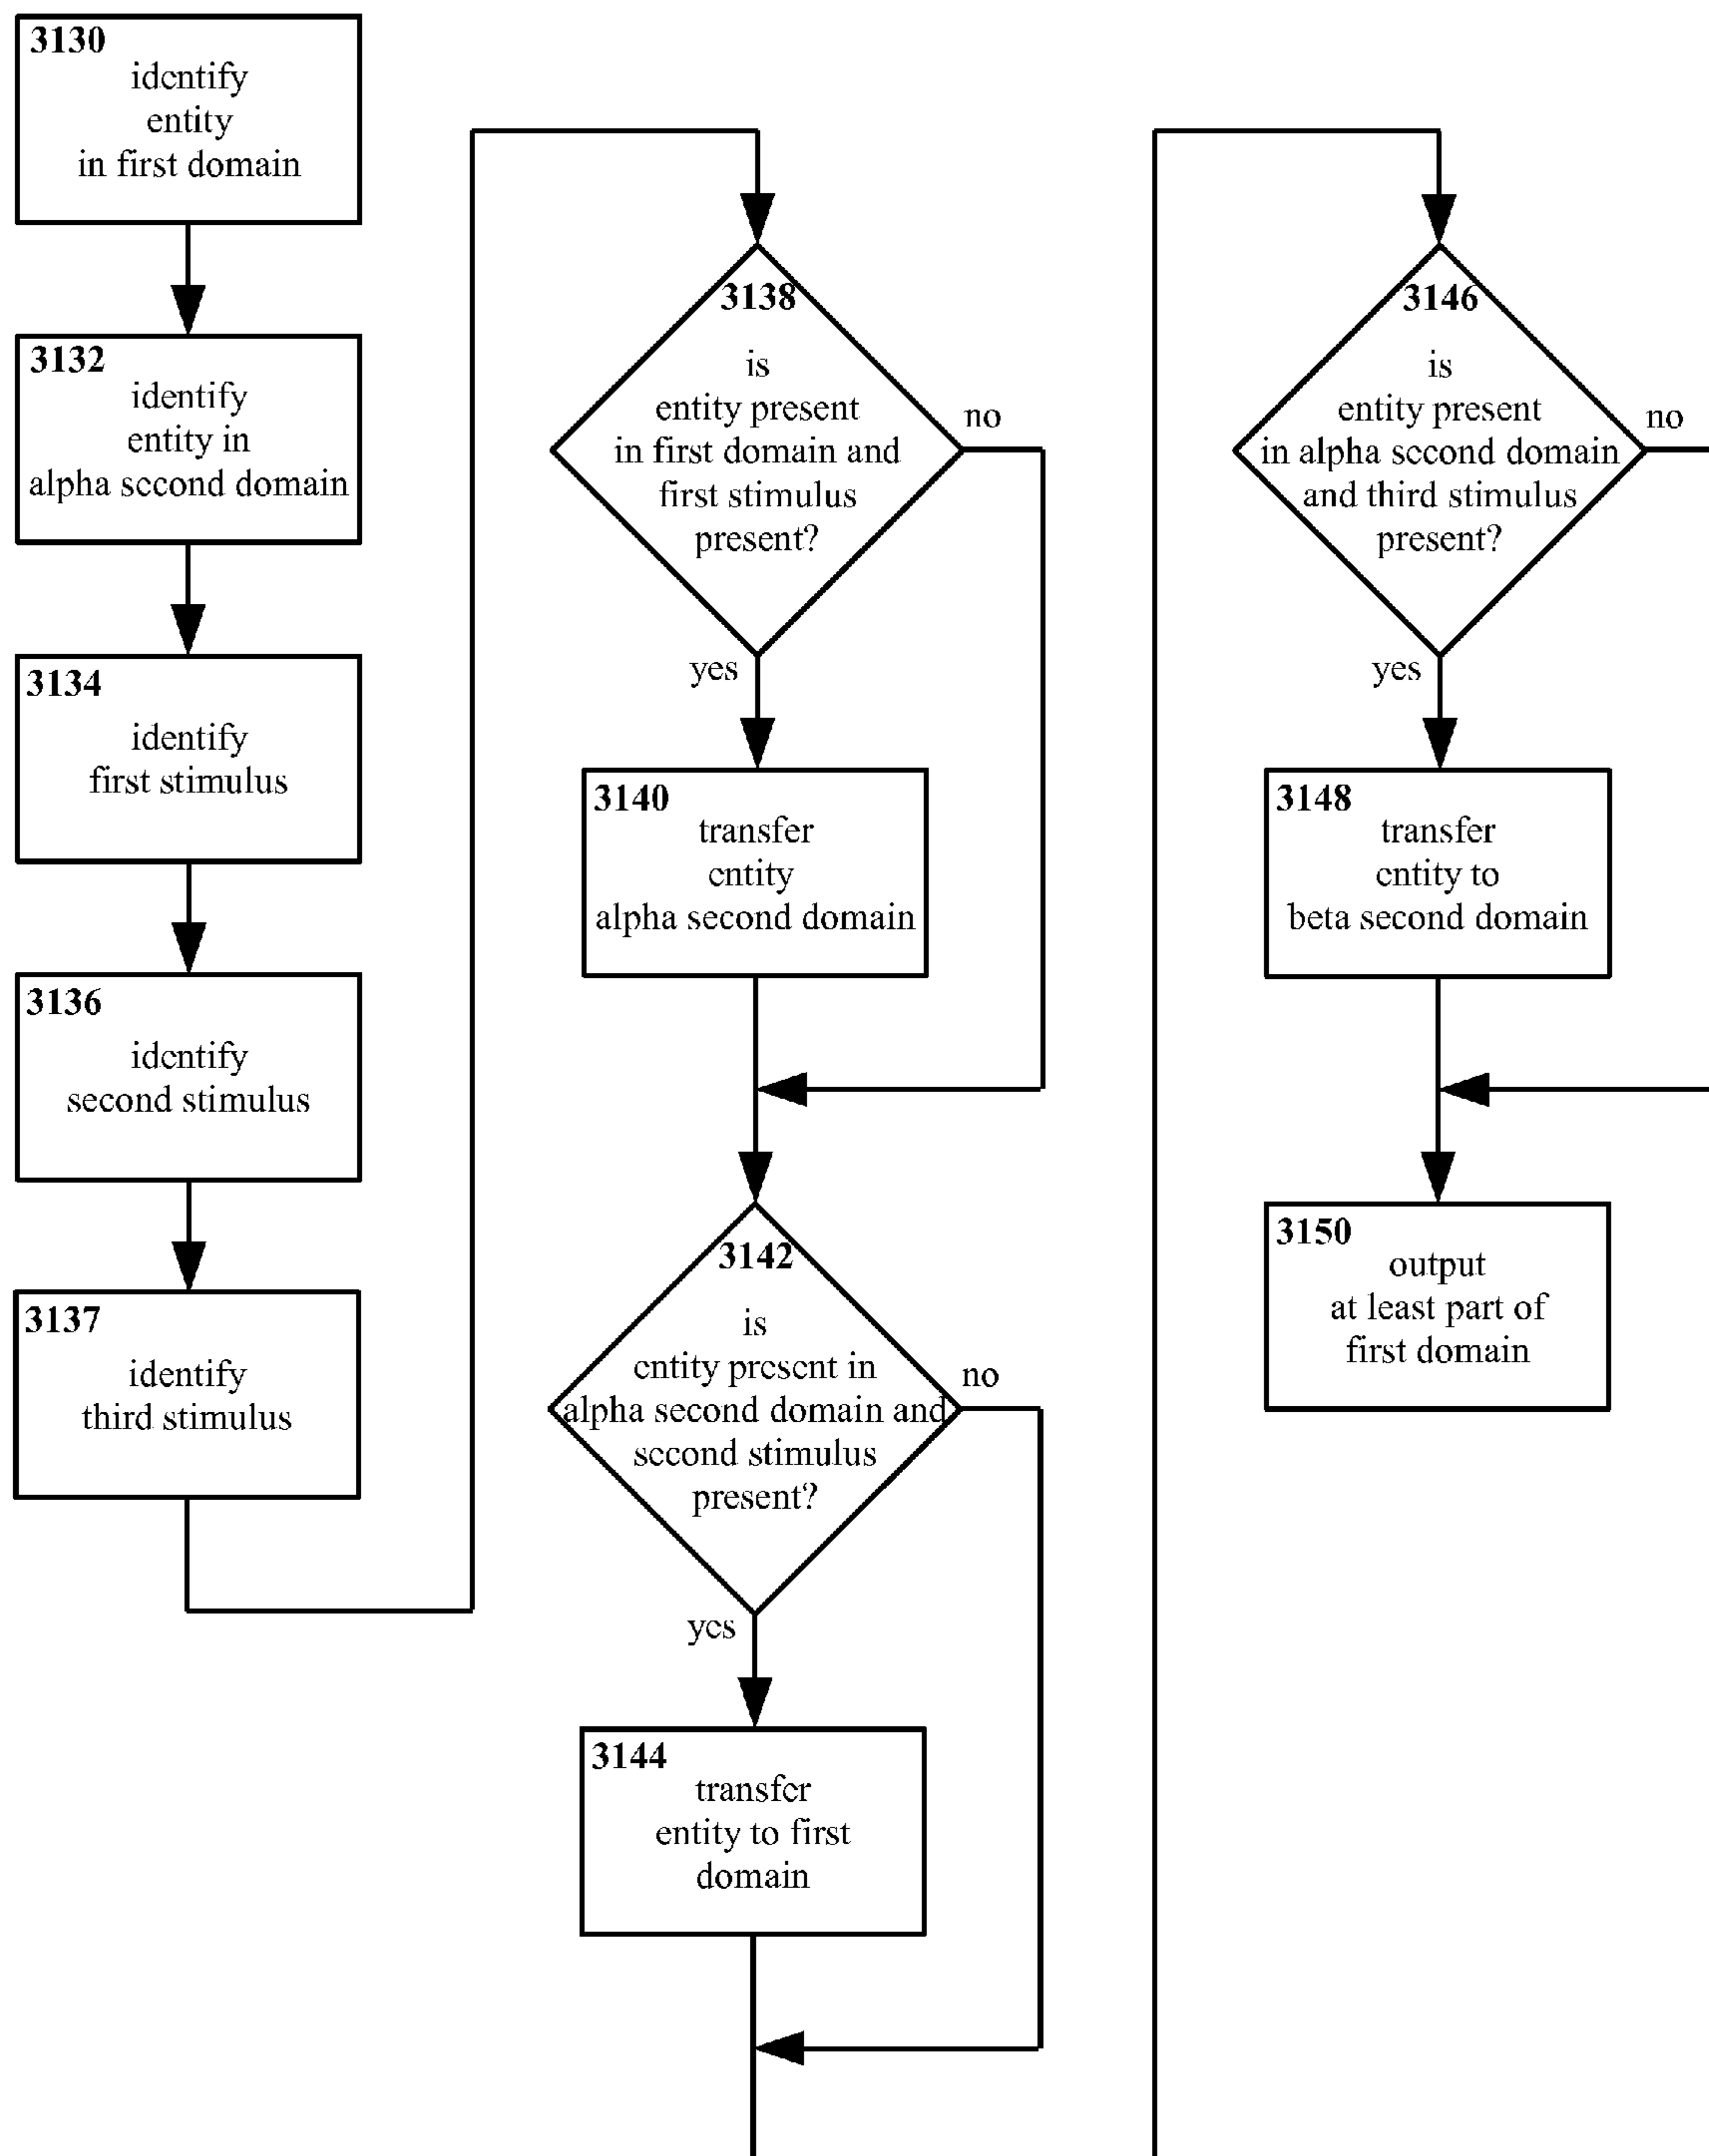 3130
identify
entity
in first domain
3132
identify
entity in
alpha second domain
3134
identify
first stimulus
3136
identify
second stimulus
3137
identify
third stimulus
3138
is
entity present
in first domain and
first stimulus
present?
no
yes
3140
transfer
entity
alpha second domain
3142
is
entity present in
alpha second domain and
second stimulus
present?
no
yes
3144
transfer
entity to first
domain
3146
is
entity present
in alpha second domain
and third stimulus
present?
no
yes
3148
transfer
entity to
beta second domain
3150
output
at least part of
first domain